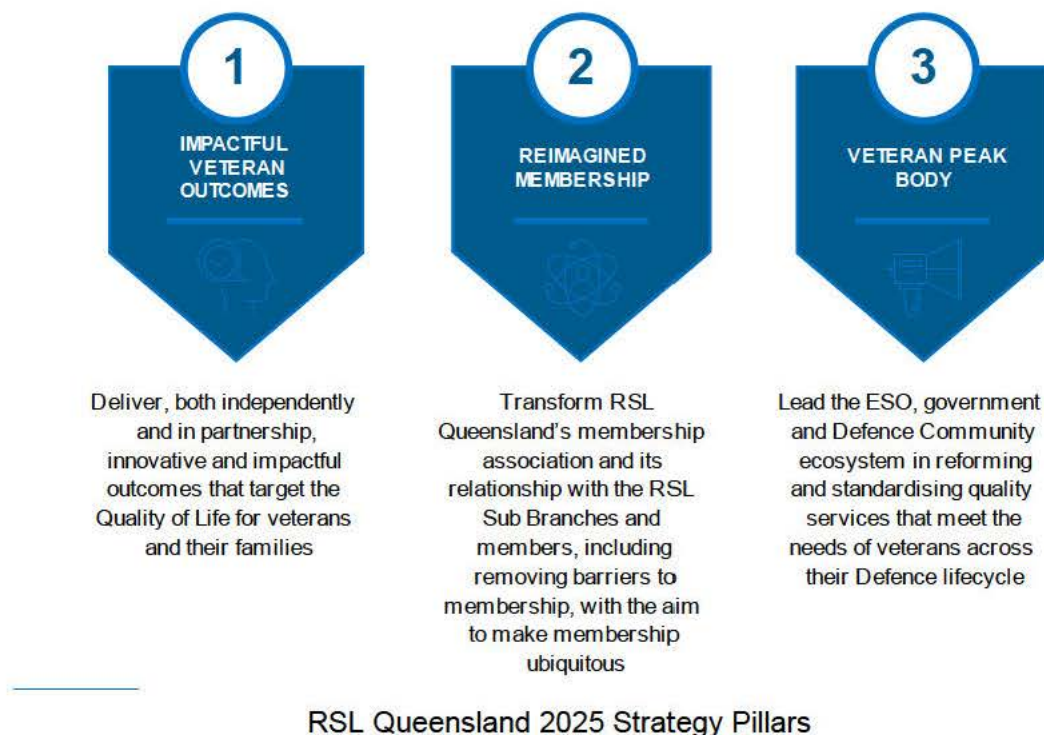 1
IMPACTFUL
VETERAN
OUTCOMES
Deliver, both independently
and in partnership,
innovative and impactful
outcomes that target the
Quality of Life for veterans
and their families
2
REIMAGINED
MEMBERSHIP
Transform RSL
Queensland's membership
association and its
relationship with the RSL
Sub Branches and
members, including
removing barriers to
membership, with the aim
to make membership
ubiquitous
3
VETERAN PEAK
BODY
Lead the ESO, government
and Defence Community
ecosystem in reforming
and standardising quality
services that meet the
needs of veterans across
their Defence lifecycle
RSL Queensland 2025 Strategy Pillars